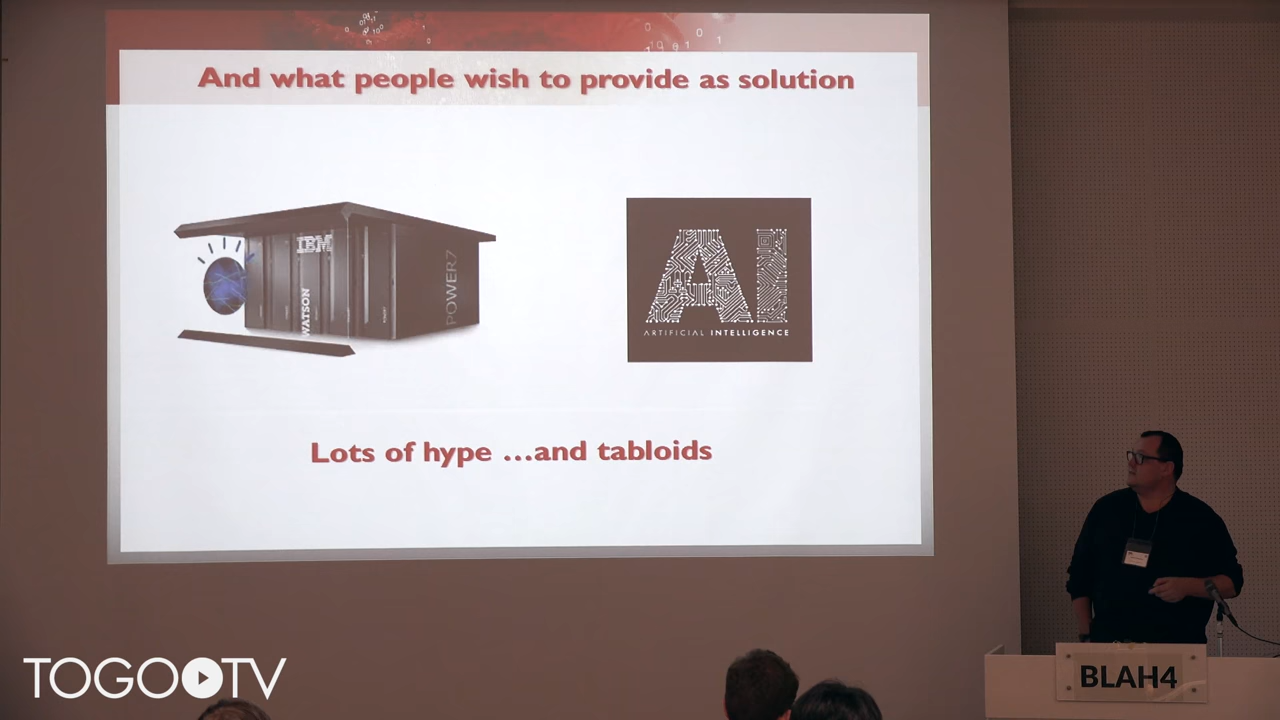 And what people wish to provide as solution
IBM
WATSON
POWER7
AI
ARTIFICIAL INTELLIGENCE
Lots of hype ...and tabloids
BLAH4
TOGOTV